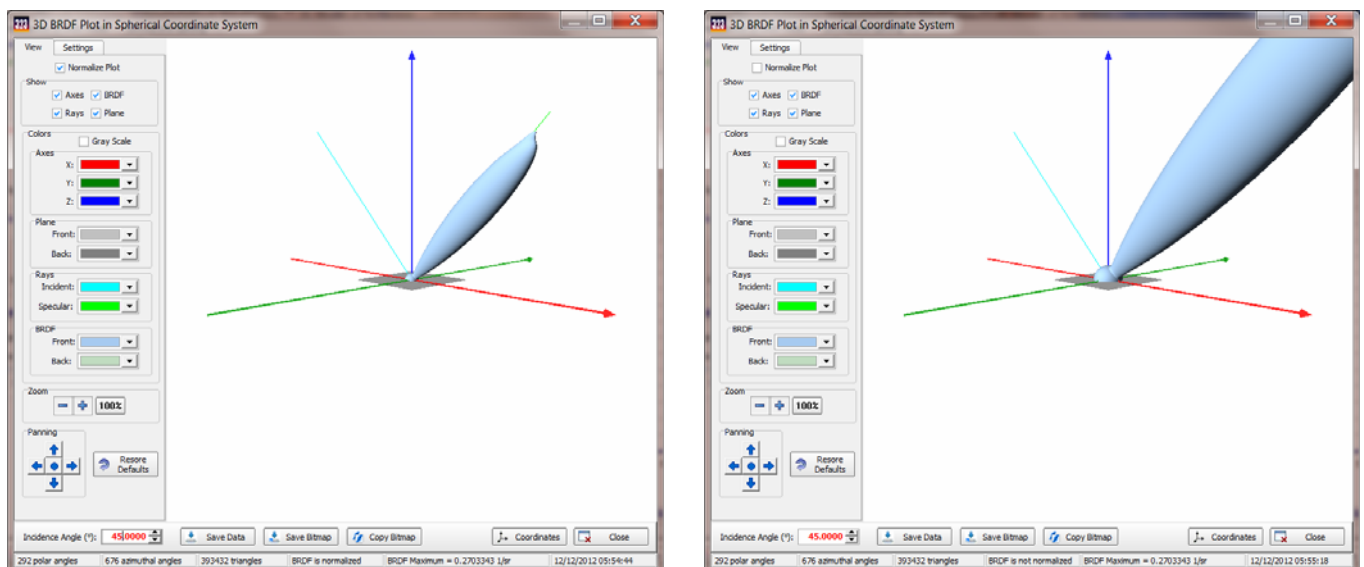 3D BRDF Plot in Spherical Coordinate System
View Settings
Normalize Plot
Show
Axes BRDF
Rays Plane
Colors
Gray Scale
Axes
X:
Y:
Z:
Plane
Front:
Back:
Rays
Incident:
Specular:
BRDF
Front:
Back:
Zoom
100%
Panning
Resore
Defaults
Incidence Angle (°): 45.0000 Save Data Save Bitmap Copy Bitmap Coordinates Close
292 polar angles 676 azimuthal angles 393432 triangles BRDF is normalized BRDF Maximum = 0.2703343 1/sr 12/12/2012 05:54:44
3D BRDF Plot in Spherical Coordinate System
View Settings
Normalize Plot
Show
Axes BRDF
Rays Plane
Colors
Gray Scale
Axes
X:
Y:
Z:
Plane
Front:
Back:
Rays
Incident:
Specular:
BRDF
Front:
Back:
Zoom
100%
Panning
Resore
Defaults
Incidence Angle (°): 45.0000 Save Data Save Bitmap Copy Bitmap Coordinates Close
292 polar angles 676 azimuthal angles 393432 triangles BRDF is not normalized BRDF Maximum = 0.2703343 1/sr 12/12/2012 05:55:18